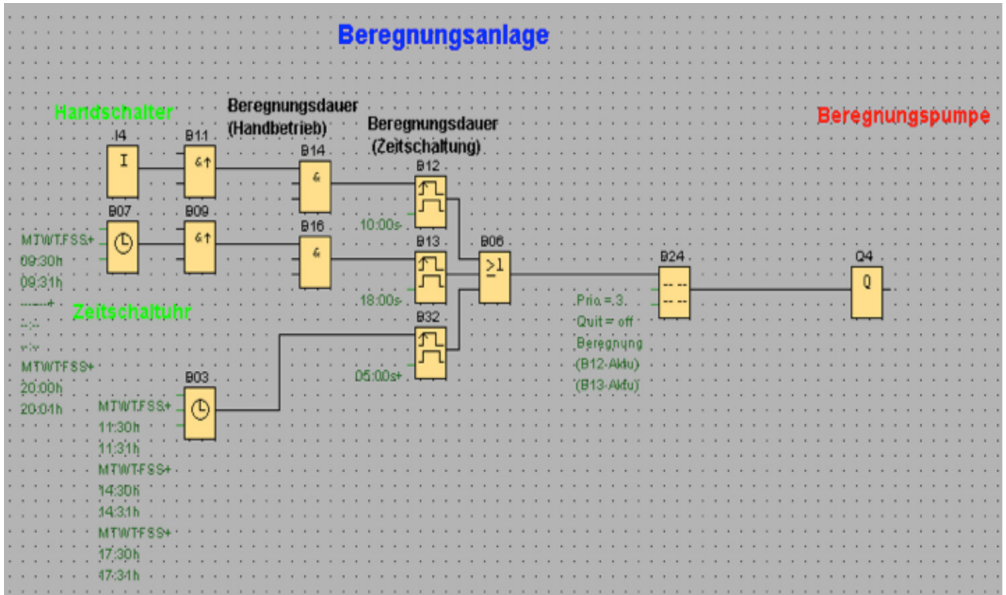 Beregnungsanlage
Handschalter
Beregnungsdauer
(Handbetrieb)
Beregnungsdauer
(Zeitschaltung)
Beregnungspumpe
I4
B11
B14
B12
I
&↑
&
10:00s
B07
B09
B16
B13
B06
B24
Q4
&↑
&
≥1
Q
MTWTFSS+
09:30h
09:31h
-------+
--:--
--:--
MTWTFSS+
20:00h
20:01h
Zeitschaltuhr
18:00s
B32
05:00s+
Prio = 3
Quit = off
Beregnung
(B12-Aktu)
(B13-Aktu)
B03
MTWTFSS+
11:30h
11:31h
MTWTFSS+
14:30h
14:31h
MTWTFSS+
17:30h
17:31h